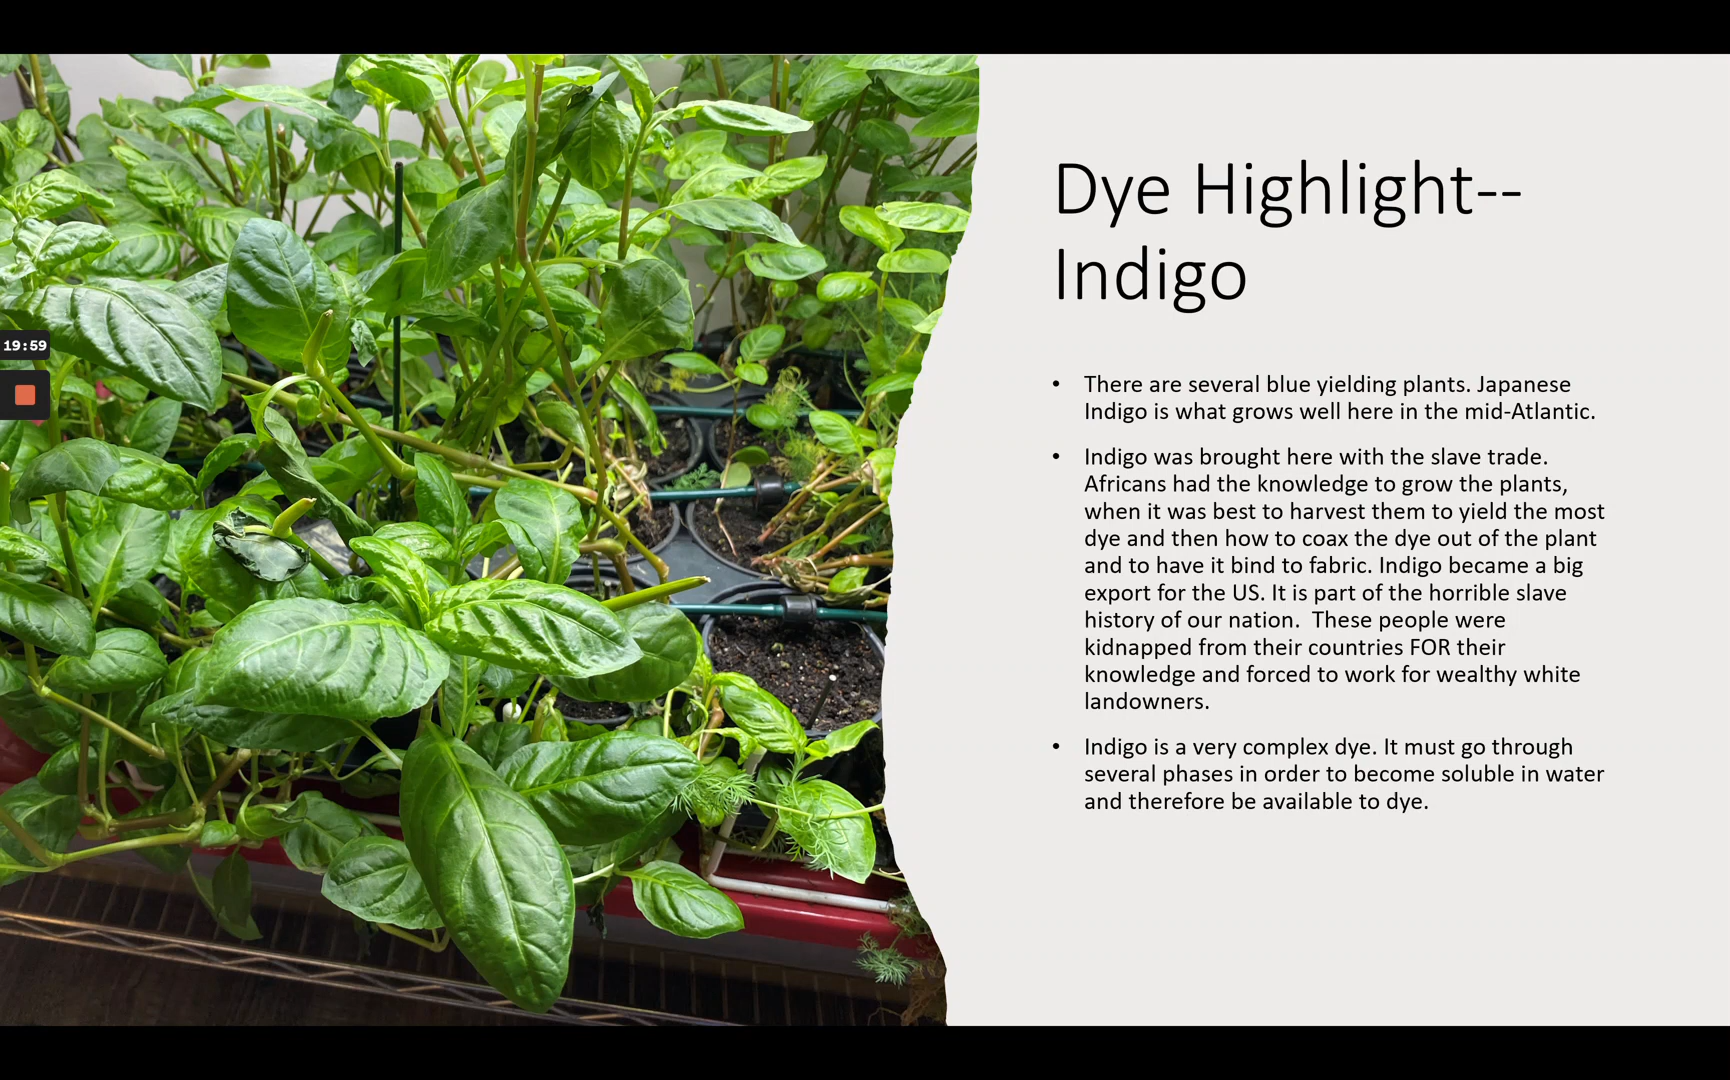 Dye Highlight--
Indigo
19:59
• There are several blue yielding plants. Japanese
Indigo is what grows well here in the mid-Atlantic.
• Indigo was brought here with the slave trade.
Africans had the knowledge to grow the plants,
when it was best to harvest them to yield the most
dye and then how to coax the dye out of the plant
and to have it bind to fabric. Indigo became a big
export for the US. It is part of the horrible slave
history of our nation.  These people were
kidnapped from their countries FOR their
knowledge and forced to work for wealthy white
landowners.
• Indigo is a very complex dye. It must go through
several phases in order to become soluble in water
and therefore be available to dye.